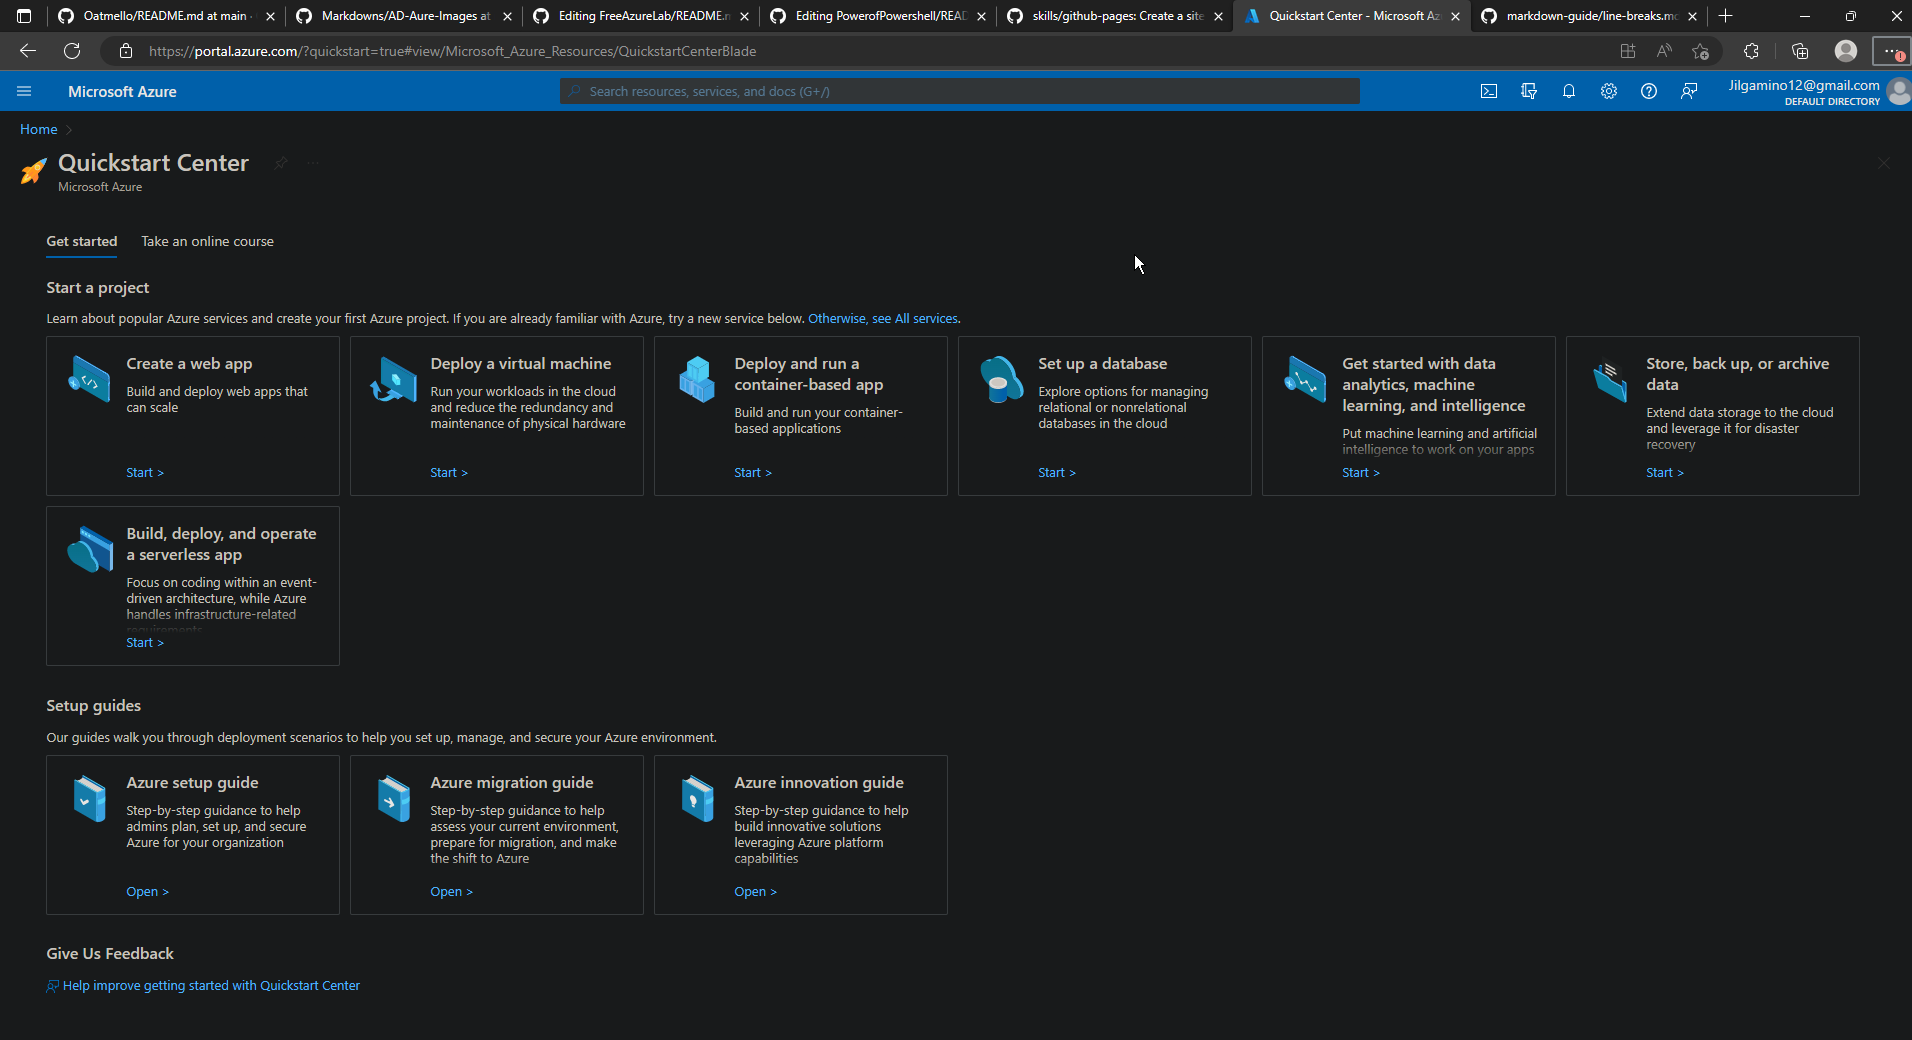 Oatmello/README.md at main ·
Markdowns/AD-Aure-Images at
Editing FreeAzureLab/README.m
Editing PowerofPowershell/READ
skills/github-pages: Create a site
Quickstart Center - Microsoft Az
markdown-guide/line-breaks.md
https://portal.azure.com/?quickstart=true#view/Microsoft_Azure_Resources/QuickstartCenterBlade
Microsoft Azure
Search resources, services, and docs (G+/)
Jilgamino12@gmail.com
DEFAULT DIRECTORY
Home
Quickstart Center
Microsoft Azure
Get started
Take an online course
Start a project
Learn about popular Azure services and create your first Azure project. If you are already familiar with Azure, try a new service below. Otherwise, see All services.
Create a web app
Build and deploy web apps that
can scale
Start >
Deploy a virtual machine
Run your workloads in the cloud
and reduce the redundancy and
maintenance of physical hardware
Start >
Deploy and run a
container-based app
Build and run your container-
based applications
Start >
Set up a database
Explore options for managing
relational or nonrelational
databases in the cloud
Start >
Get started with data
analytics, machine
learning, and intelligence
Put machine learning and artificial
intelligence to work on your apps
Start >
Store, back up, or archive
data
Extend data storage to the cloud
and leverage it for disaster
recovery
Start >
Build, deploy, and operate
a serverless app
Focus on coding within an event-
driven architecture, while Azure
handles infrastructure-related
requirements
Start >
Setup guides
Our guides walk you through deployment scenarios to help you set up, manage, and secure your Azure environment.
Azure setup guide
Step-by-step guidance to help
admins plan, set up, and secure
Azure for your organization
Open >
Azure migration guide
Step-by-step guidance to help
assess your current environment,
prepare for migration, and make
the shift to Azure
Open >
Azure innovation guide
Step-by-step guidance to help
build innovative solutions
leveraging Azure platform
capabilities
Open >
Give Us Feedback
Help improve getting started with Quickstart Center